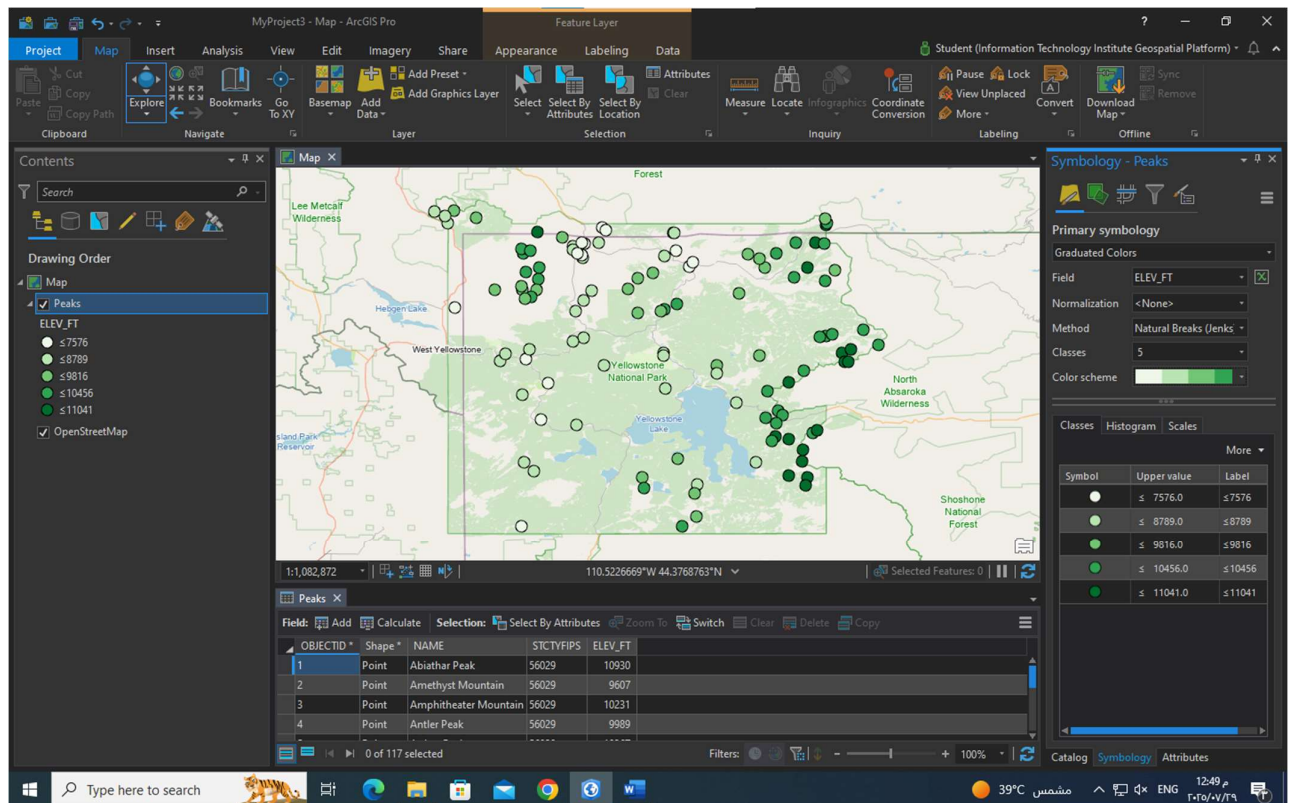 MyProject3 - Map - ArcGIS Pro
Feature Layer
?
Project Map Insert Analysis View Edit Imagery Share Appearance Labeling Data
Student (Information Technology Institute Geospatial Platform)
Paste
Cut
Copy
Copy Path
Clipboard
Explore
Bookmarks
Go To XY
Navigate
Basemap
Add Data
Add Preset
Add Graphics Layer
Layer
Select
Select By Attributes
Select By Location
Attributes
Clear
Selection
Measure
Locate
Infographics
Coordinate Conversion
Inquiry
Pause
Lock
View Unplaced
More
Convert
Labeling
Download Map
Sync
Remove
Offline
Contents
Search
Drawing Order
Map
Peaks
ELEV_FT
≤7576
≤8789
≤9816
≤10456
≤11041
OpenStreetMap
Map
Forest
Lee Metcalf
Wilderness
Hebgen Lake
West Yellowstone
Yellowstone
National Park
North
Absaroka
Wilderness
Yellowstone
Lake
sland Park
Reservoir
Shoshone
National
Forest
1:1,082,872
110.5226669°W 44.3768763°N
Selected Features: 0
Peaks
Field: Add Calculate Selection: Select By Attributes Zoom To Switch Clear Delete Copy
OBJECTID * Shape * NAME STCTYFIPS ELEV_FT
1 Point Abiathar Peak 56029 10930
2 Point Amethyst Mountain 56029 9607
3 Point Amphitheater Mountain 56029 10231
4 Point Antler Peak 56029 9989
0 of 117 selected
Filters:
- + 100%
Symbology - Peaks
Primary symbology
Graduated Colors
Field ELEV_FT
Normalization <None>
Method Natural Breaks (Jenks
Classes 5
Color scheme
Classes Histogram Scales
More
Symbol Upper value Label
≤ 7576.0 ≤7576
≤ 8789.0 ≤8789
≤ 9816.0 ≤9816
≤ 10456.0 ≤10456
≤ 11041.0 ≤11041
Catalog Symbology Attributes
Type here to search
39°C مشمس
ENG
12:49 م
٢٠٢٥/٠٧/٢٩